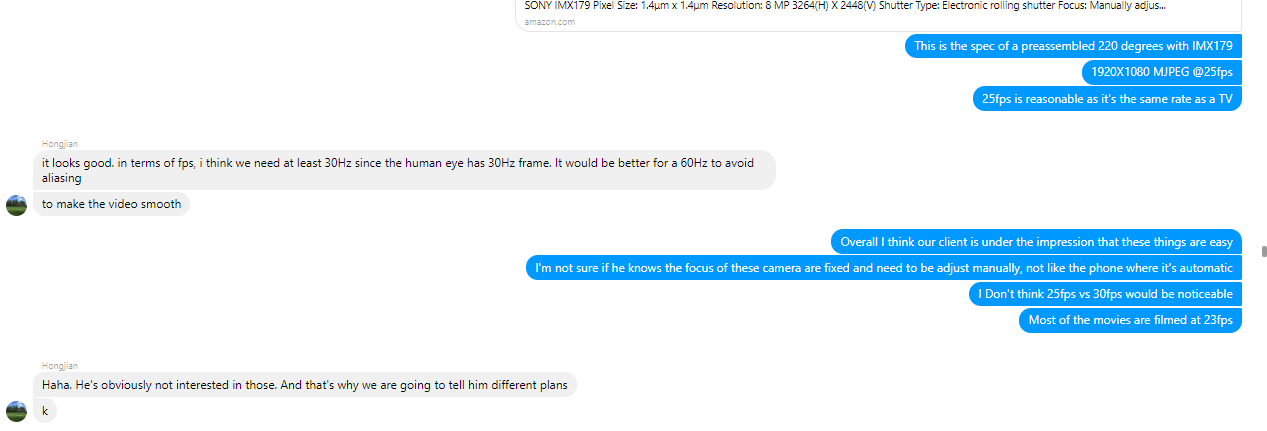 SONY IMX179 Pixel Size: 1.4μm x 1.4μm Resolution: 8 MP 3264(H) X 2448(V) Shutter Type: Electronic rolling shutter Focus: Manually adjus...
amazon.com
This is the spec of a preassembled 220 degrees with IMX179
1920X1080 MJPEG @25fps
25fps is reasonable as it's the same rate as a TV
Hongjian
it looks good. in terms of fps, i think we need at least 30Hz since the human eye has 30Hz frame. It would be better for a 60Hz to avoid
aliasing
to make the video smooth
Overall I think our client is under the impression that these things are easy
I'm not sure if he knows the focus of these camera are fixed and need to be adjust manually, not like the phone where it's automatic
I Don't think 25fps vs 30fps would be noticeable
Most of the movies are filmed at 23fps
Hongjian
Haha. He's obviously not interested in those. And that's why we are going to tell him different plans
k